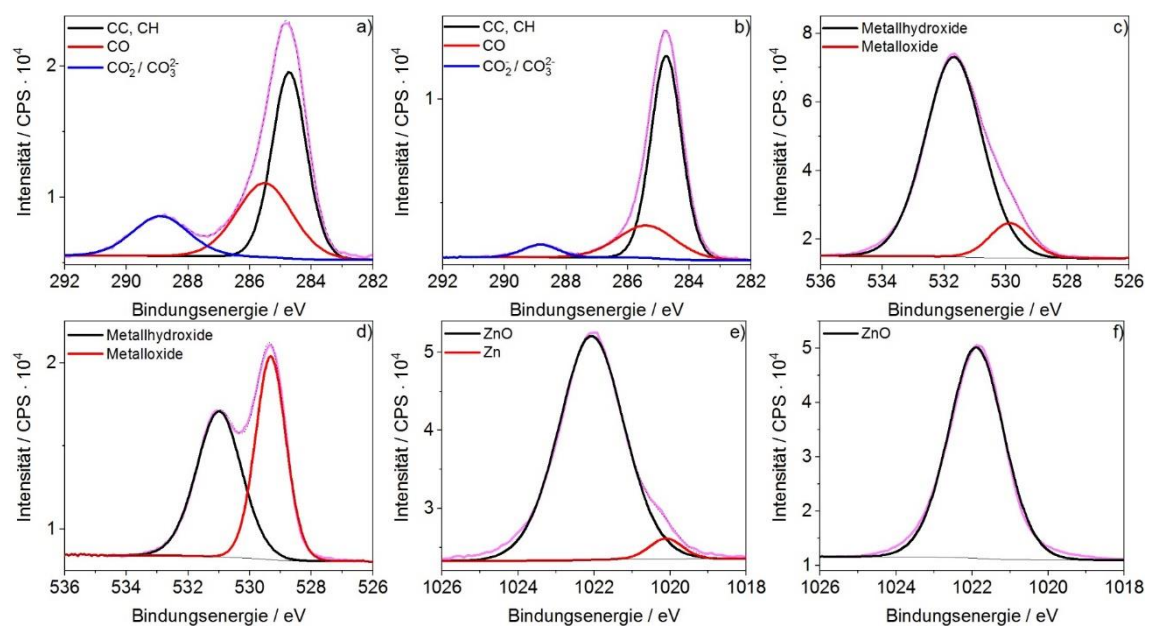 a)
CC, CH
CO
CO₂⁻ / CO₃²⁻
Intensität / CPS · 10⁴
2
1
292 290 288 286 284 282
Bindungsenergie / eV
b)
CC, CH
CO
CO₂⁻ / CO₃²⁻
Intensität / CPS · 10⁴
1
292 290 288 286 284 282
Bindungsenergie / eV
c)
Metallhydroxide
Metalloxide
Intensität / CPS · 10⁴
8
6
4
2
536 534 532 530 528 526
Bindungsenergie / eV
d)
Metallhydroxide
Metalloxide
Intensität / CPS · 10⁴
2
1
536 534 532 530 528 526
Bindungsenergie / eV
e)
ZnO
Zn
Intensität / CPS · 10⁴
5
4
3
1026 1024 1022 1020 1018
Bindungsenergie / eV
f)
ZnO
Intensität / CPS · 10⁴
5
4
3
2
1
1026 1024 1022 1020 1018
Bindungsenergie / eV